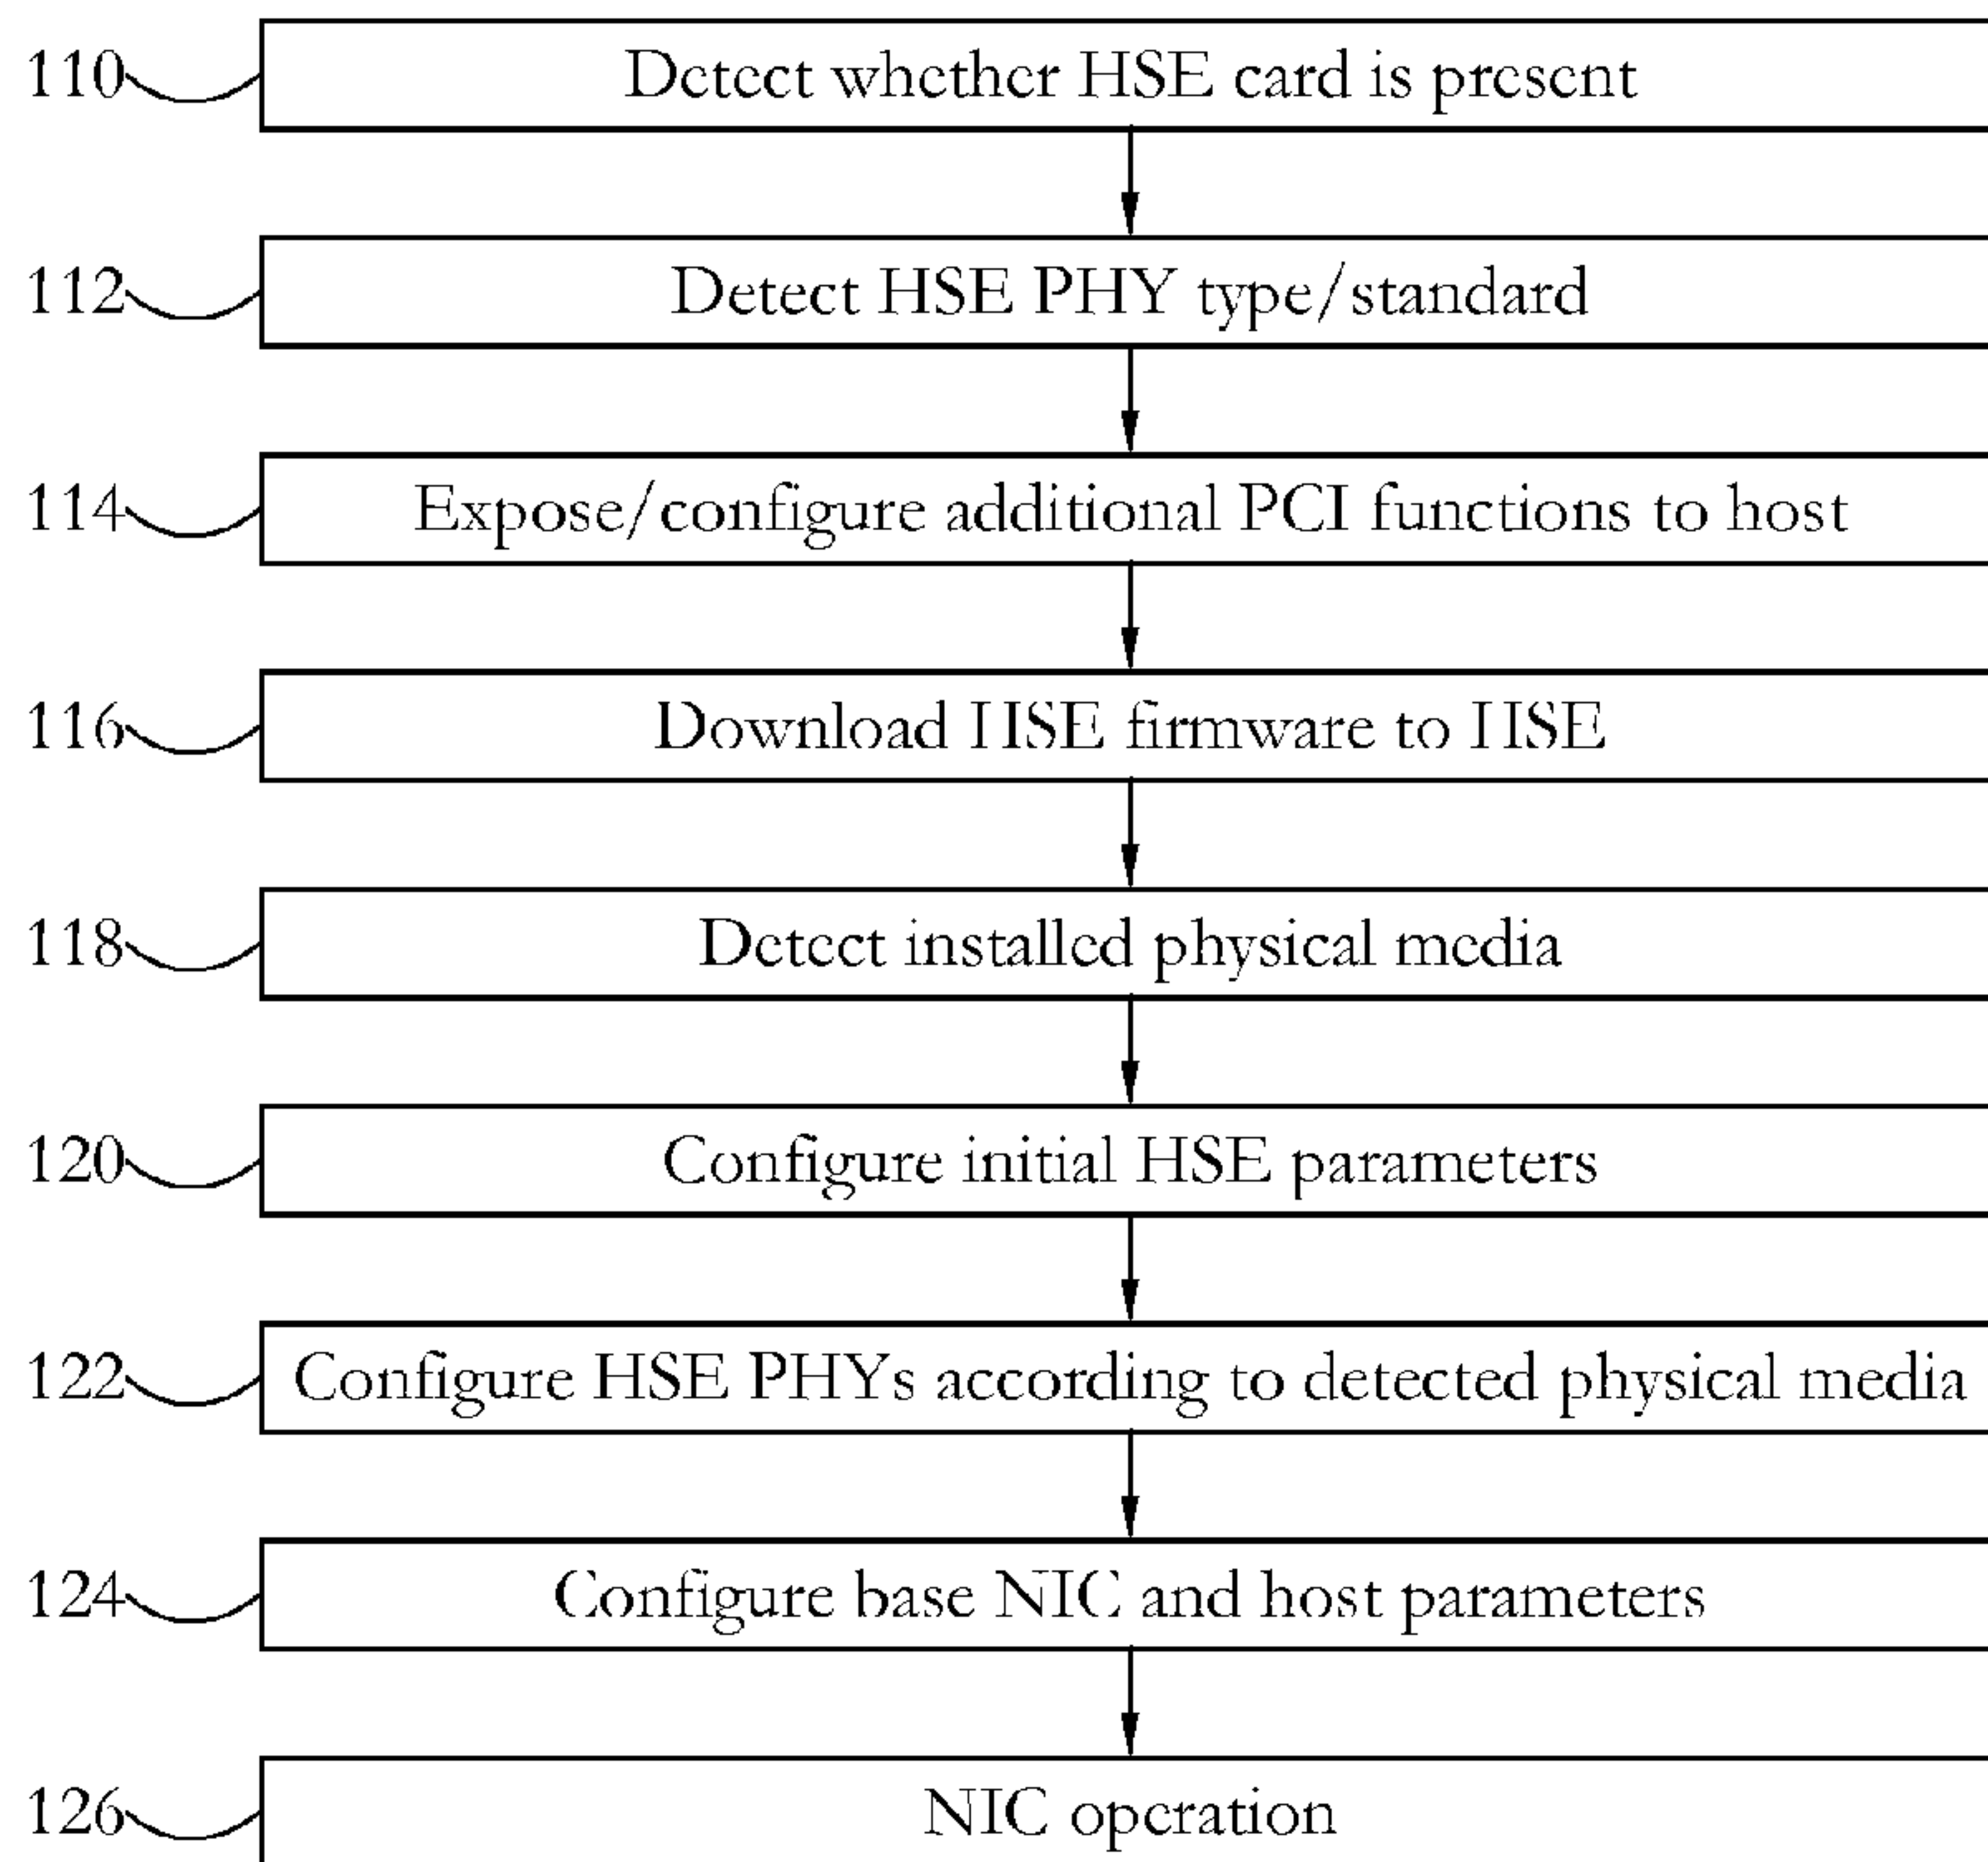 110 Detect whether HSE card is present
112 Detect HSE PHY type/standard
114 Expose/configure additional PCI functions to host
116 Download HSE firmware to HSE
118 Detect installed physical media
120 Configure initial HSE parameters
122 Configure HSE PHYs according to detected physical media
124 Configure base NIC and host parameters
126 NIC operation